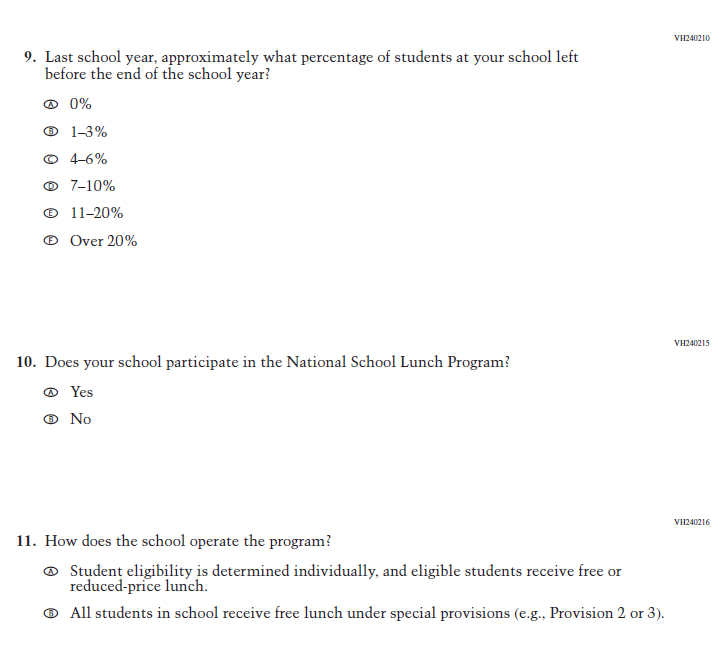 VH240210
9. Last school year, approximately what percentage of students at your school left
before the end of the school year?
Ⓐ 0%
Ⓑ 1–3%
Ⓒ 4–6%
Ⓓ 7–10%
Ⓔ 11–20%
Ⓕ Over 20%
VH240215
10. Does your school participate in the National School Lunch Program?
Ⓐ Yes
Ⓑ No
VH240216
11. How does the school operate the program?
Ⓐ Student eligibility is determined individually, and eligible students receive free or
reduced-price lunch.
Ⓑ All students in school receive free lunch under special provisions (e.g., Provision 2 or 3).